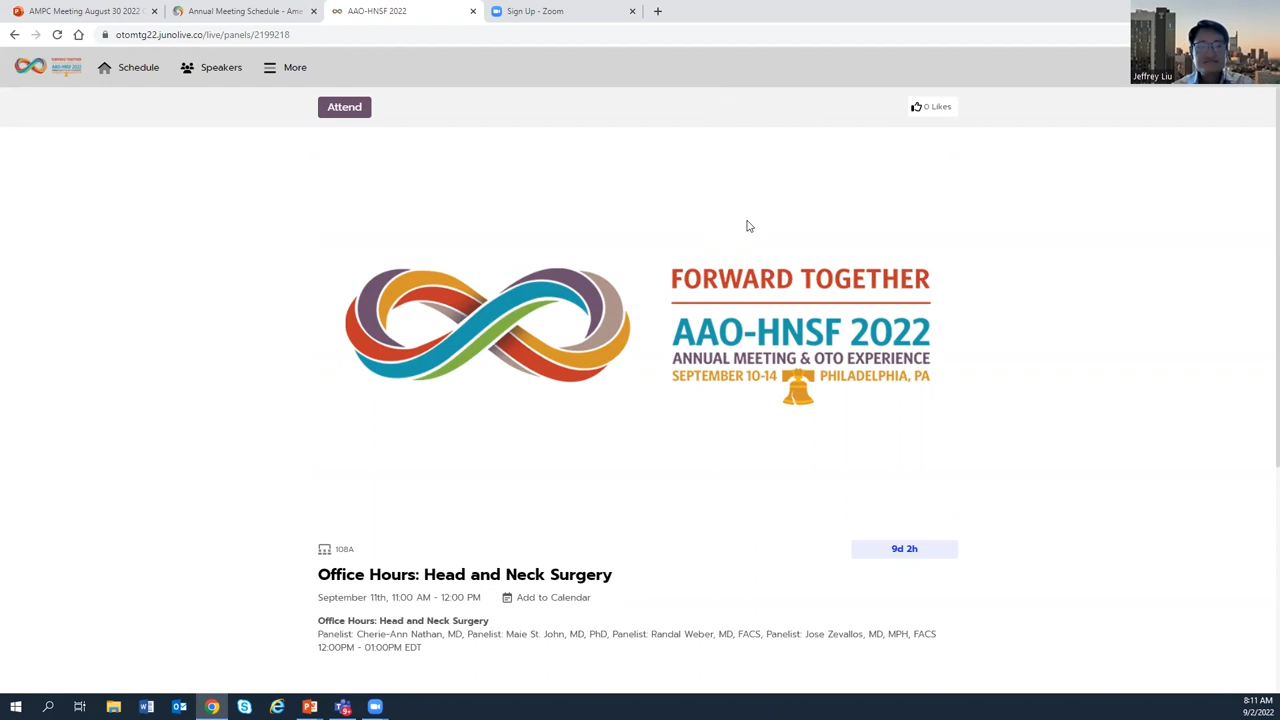 AMPC Meeting August 30 2022 C
Annual Meeting Schedule - Ame
AAO-HNSF 2022
Sign Up - Zoom
otomtg22.junolive.co/live/panels/2199218
Jeffrey Liu
Schedule
Speakers
More
Attend
0 Likes
FORWARD TOGETHER
AAO-HNSF 2022
ANNUAL MEETING & OTO EXPERIENCE
SEPTEMBER 10-14 PHILADELPHIA, PA
108A
9d 2h
Office Hours: Head and Neck Surgery
September 11th, 11:00 AM - 12:00 PM
Add to Calendar
Office Hours: Head and Neck Surgery
Panelist: Cherie-Ann Nathan, MD, Panelist: Maie St. John, MD, PhD, Panelist: Randal Weber, MD, FACS, Panelist: Jose Zevallos, MD, MPH, FACS
12:00PM - 01:00PM EDT
8:11 AM
9/2/2022